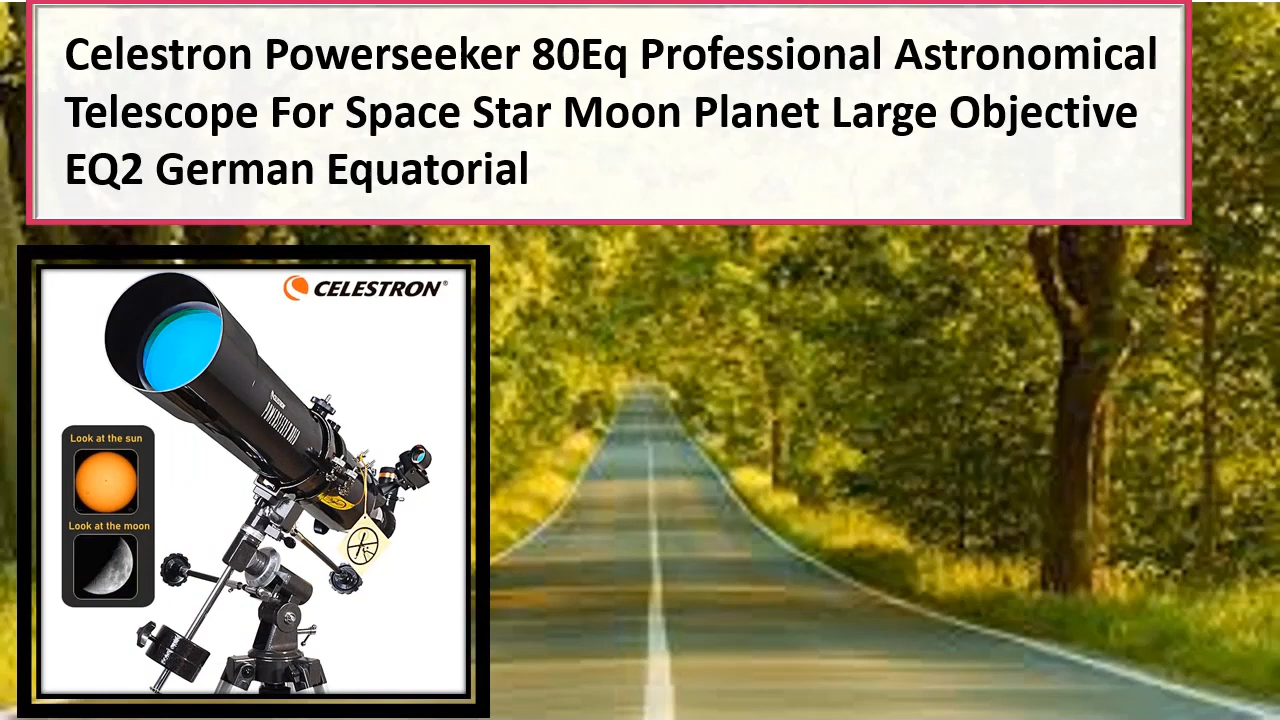 Celestron Powerseeker 80Eq Professional Astronomical
Telescope For Space Star Moon Planet Large Objective
EQ2 German Equatorial
CELESTRON®
Look at the sun
Look at the moon